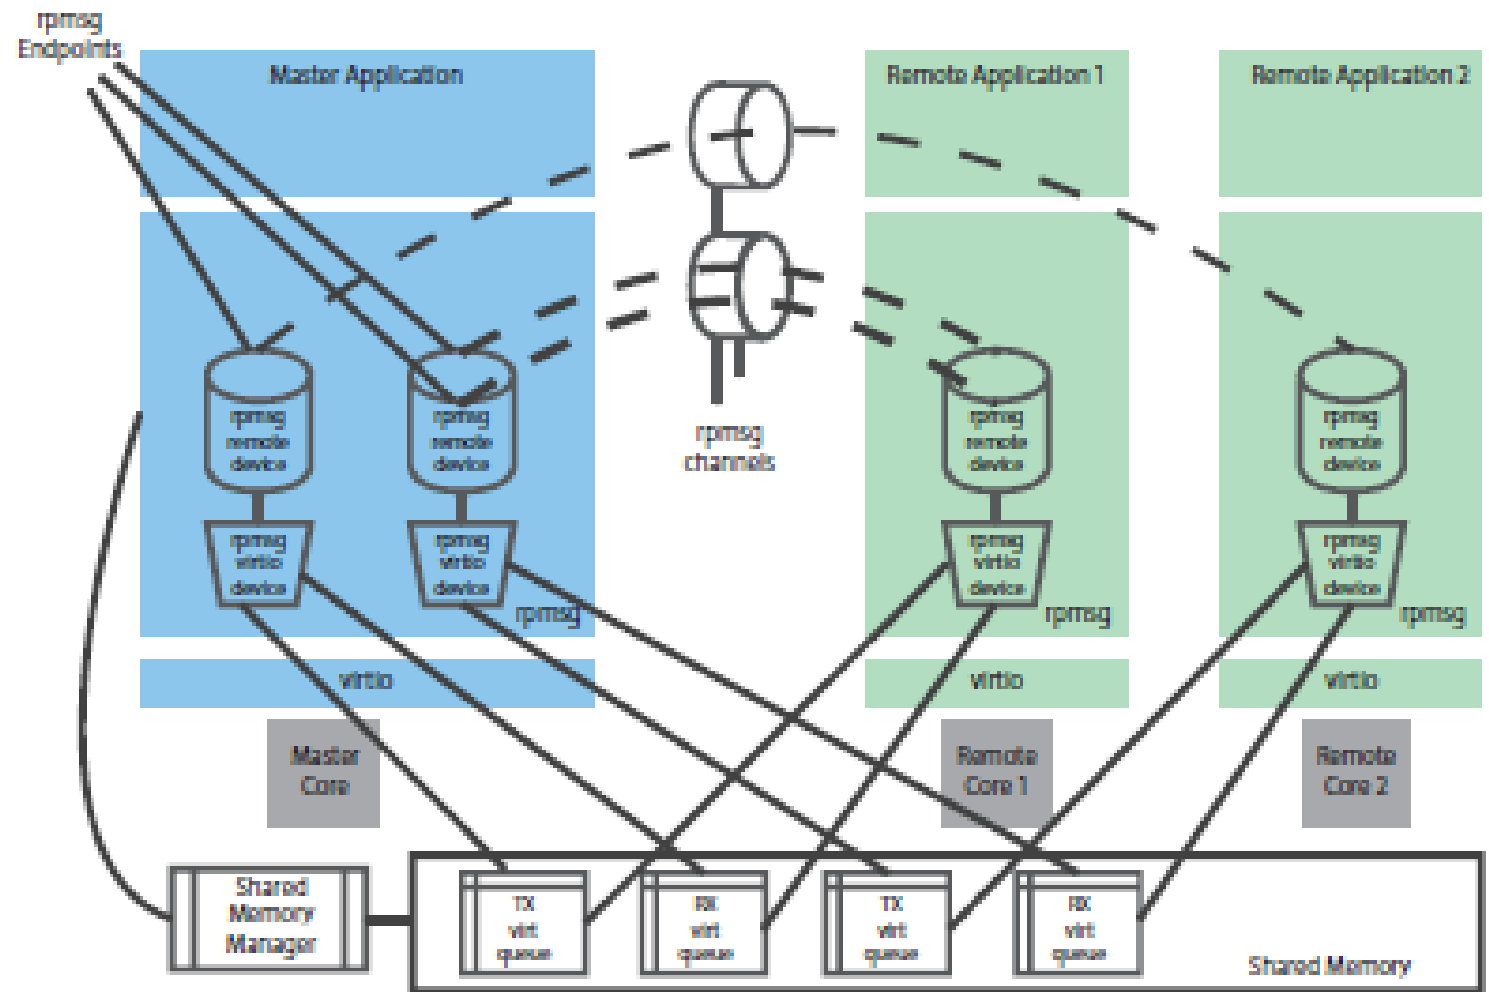 rpmsg
Endpoints
Master Application
Remote Application 1
Remote Application 2
rpmsg
remote
device
rpmsg
remote
device
rpmsg
channels
rpmsg
remote
device
rpmsg
remote
device
rpmsg
virtio
device
rpmsg
virtio
device
rpmsg
rpmsg
virtio
device
rpmsg
rpmsg
virtio
device
rpmsg
virtio
virtio
virtio
Master
Core
Remote
Core 1
Remote
Core 2
Shared
Memory
Manager
TX
virt
queue
RX
virt
queue
TX
virt
queue
RX
virt
queue
Shared Memory